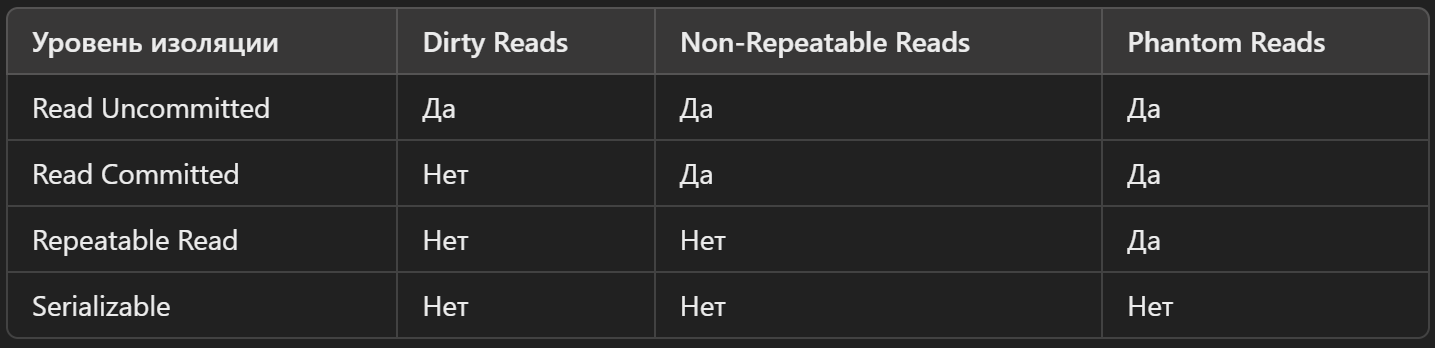 Уровень изоляции Dirty Reads Non-Repeatable Reads Phantom Reads
Read Uncommitted Да Да Да
Read Committed Нет Да Да
Repeatable Read Нет Нет Да
Serializable Нет Нет Нет